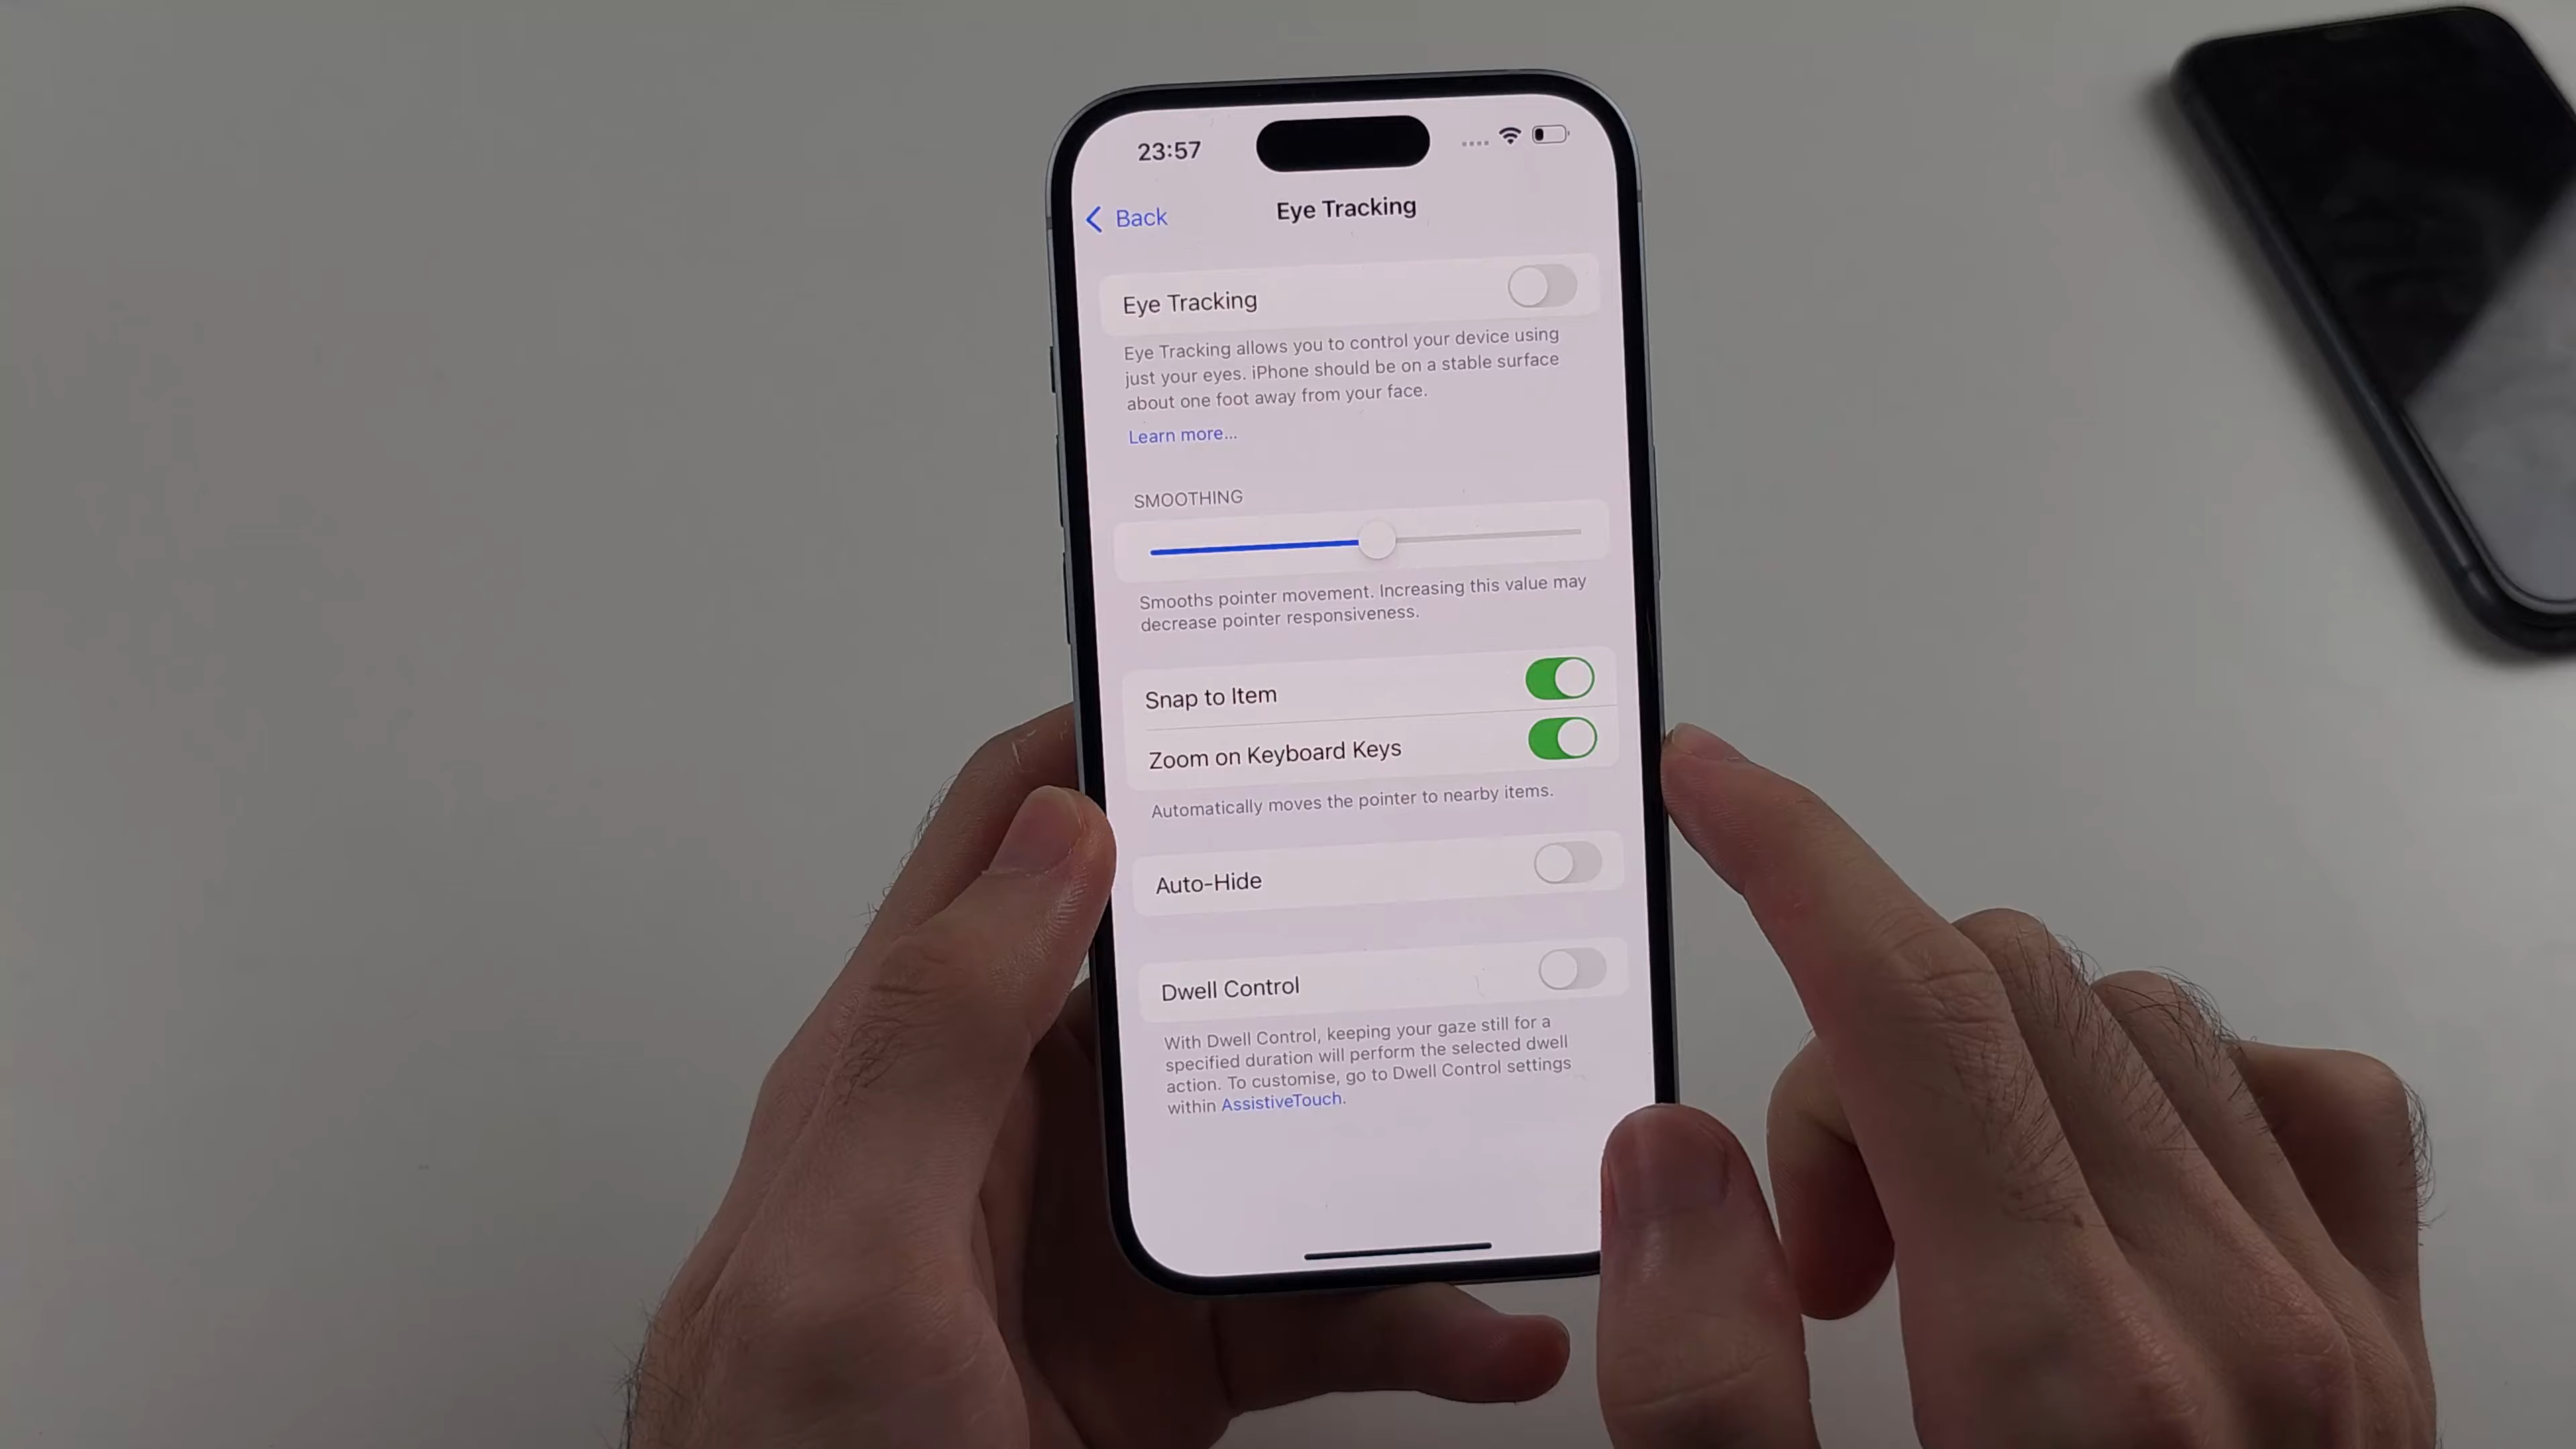 23:57
Back
Eye Tracking
Eye Tracking
Eye Tracking allows you to control your device using
just your eyes. iPhone should be on a stable surface
about one foot away from your face.
Learn more...
SMOOTHING
Smooths pointer movement. Increasing this value may
decrease pointer responsiveness.
Snap to Item
Zoom on Keyboard Keys
Automatically moves the pointer to nearby items.
Auto-Hide
Dwell Control
With Dwell Control, keeping your gaze still for a
specified duration will perform the selected dwell
action. To customise, go to Dwell Control settings
within AssistiveTouch.